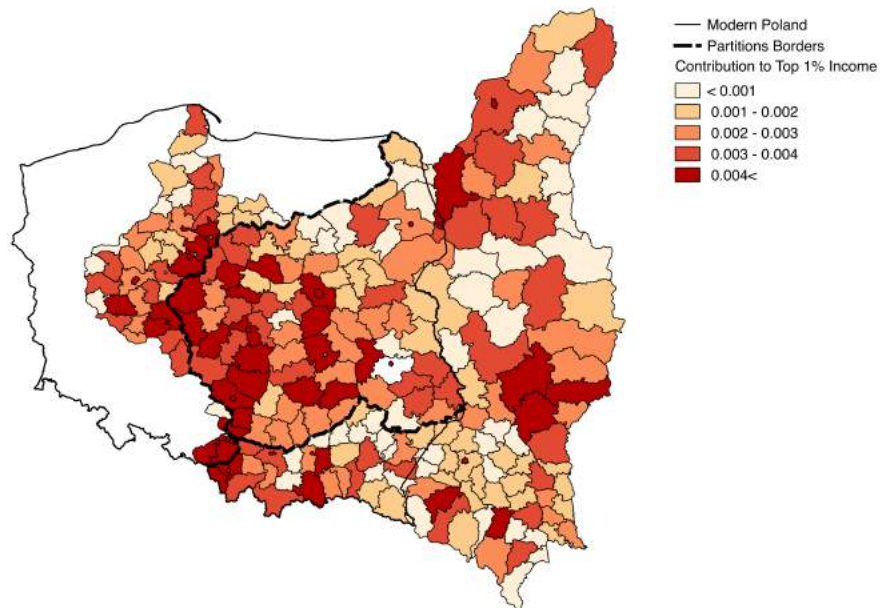 Modern Poland
Partitions Borders
Contribution to Top 1% Income
< 0.001
0.001 - 0.002
0.002 - 0.003
0.003 - 0.004
0.004<